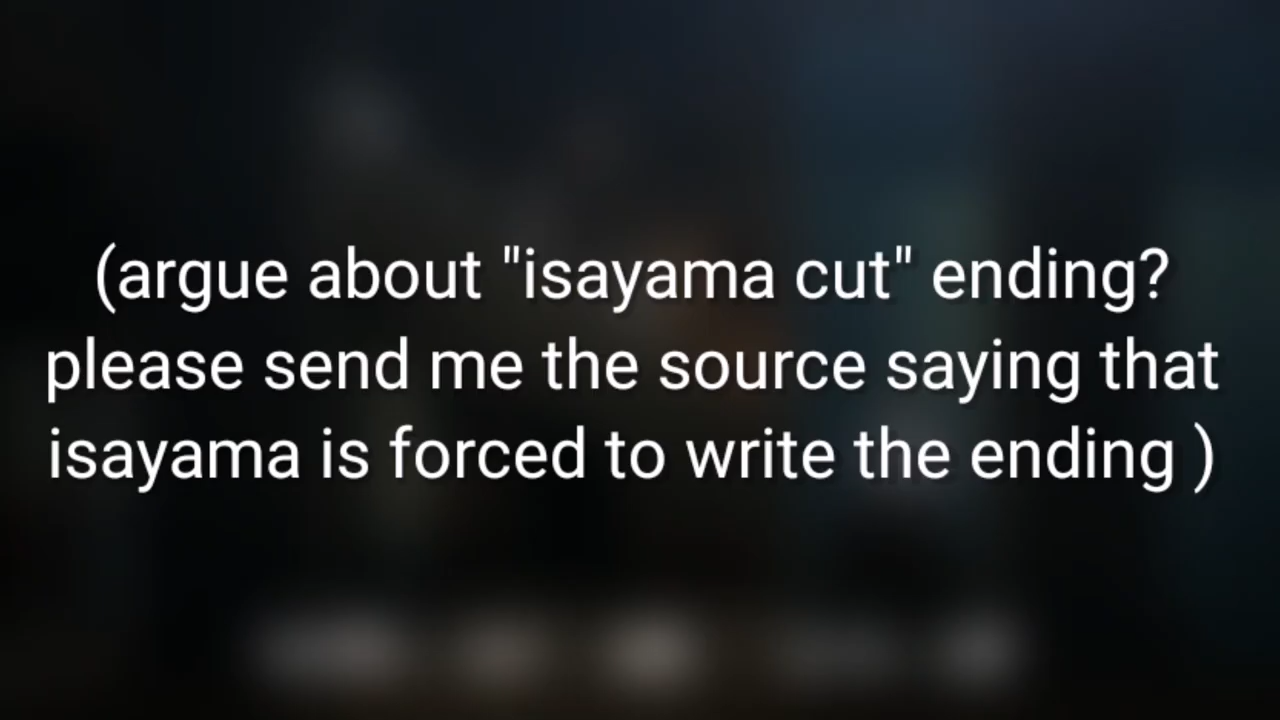 (argue about "isayama cut" ending?
please send me the source saying that
isayama is forced to write the ending )